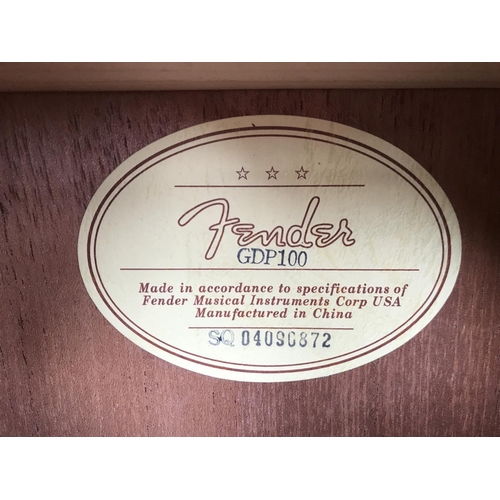 Fender
GDP100
Made in accordance to specifications of
Fender Musical Instruments Corp USA
Manufactured in China
SQ 04090872